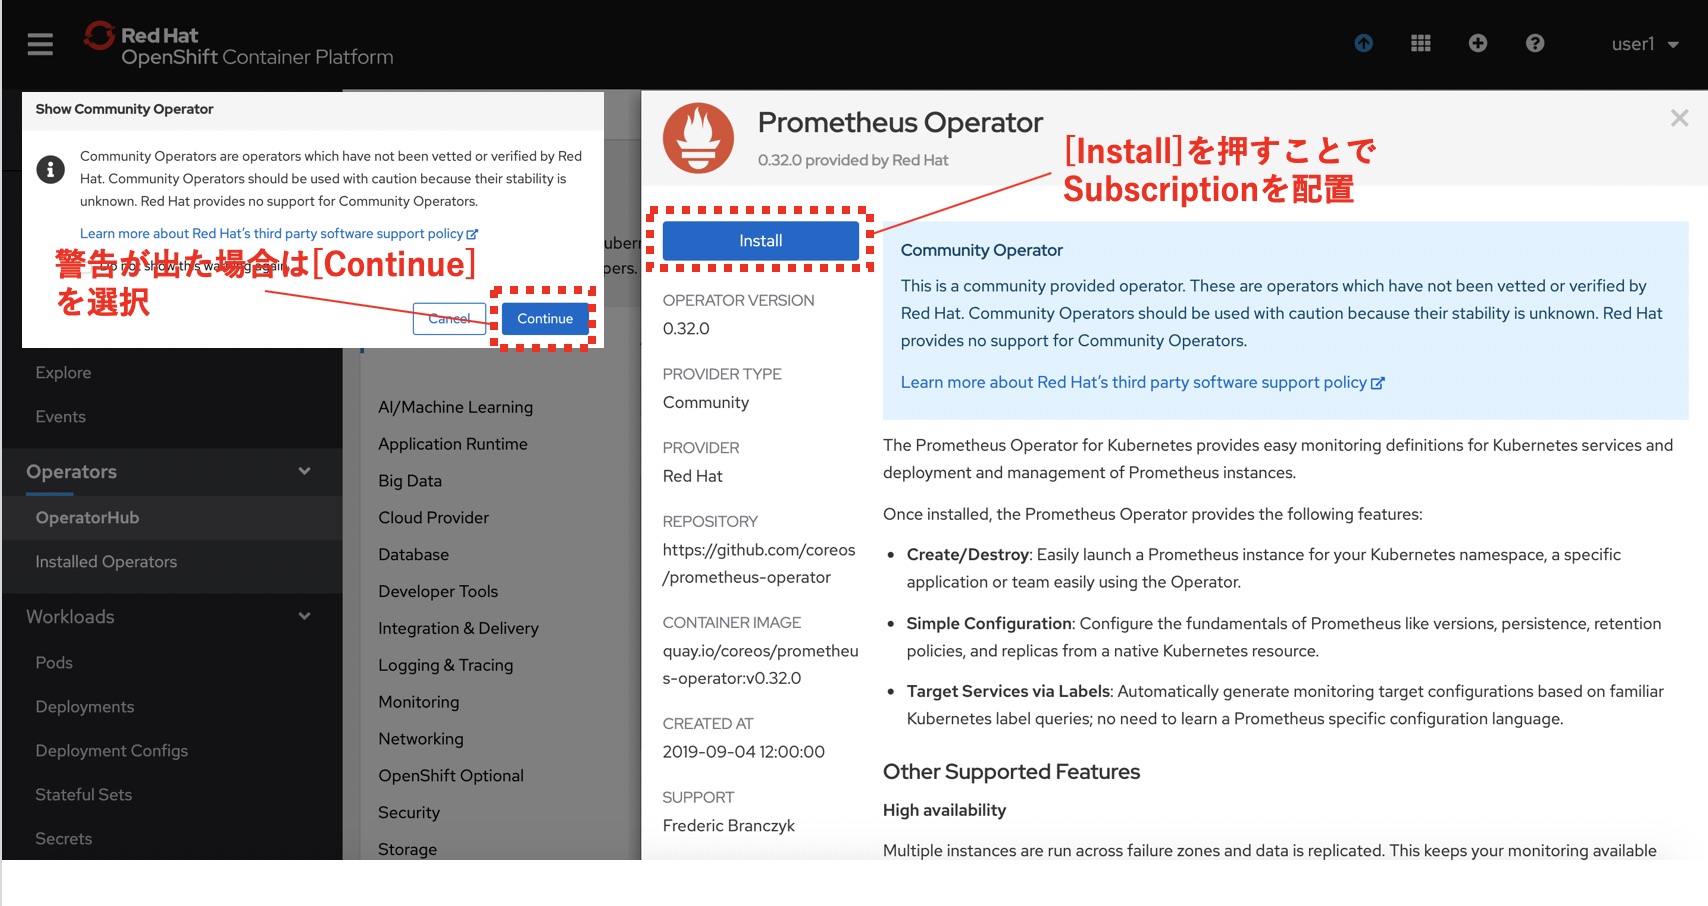 Red Hat
OpenShift Container Platform
user1
Show Community Operator
Community Operators are operators which have not been vetted or verified by Red
Hat. Community Operators should be used with caution because their stability is
unknown. Red Hat provides no support for Community Operators.
Learn more about Red Hat's third party software support policy
Do not show this warning again
警告が出た場合は[Continue]
を選択
Cancel
Continue
Explore
Events
Operators
OperatorHub
Installed Operators
Workloads
Pods
Deployments
Deployment Configs
Stateful Sets
Secrets
AI/Machine Learning
Application Runtime
Big Data
Cloud Provider
Database
Developer Tools
Integration & Delivery
Logging & Tracing
Monitoring
Networking
OpenShift Optional
Security
Storage
Prometheus Operator
0.32.0 provided by Red Hat
[Install]を押すことで
Subscriptionを配置
Install
OPERATOR VERSION
0.32.0
PROVIDER TYPE
Community
PROVIDER
Red Hat
REPOSITORY
https://github.com/coreos
/prometheus-operator
CONTAINER IMAGE
quay.io/coreos/prometheu
s-operator:v0.32.0
CREATED AT
2019-09-04 12:00:00
SUPPORT
Frederic Branczyk
Community Operator
This is a community provided operator. These are operators which have not been vetted or verified by
Red Hat. Community Operators should be used with caution because their stability is unknown. Red Hat
provides no support for Community Operators.
Learn more about Red Hat's third party software support policy
The Prometheus Operator for Kubernetes provides easy monitoring definitions for Kubernetes services and
deployment and management of Prometheus instances.
Once installed, the Prometheus Operator provides the following features:
• Create/Destroy: Easily launch a Prometheus instance for your Kubernetes namespace, a specific
application or team easily using the Operator.
• Simple Configuration: Configure the fundamentals of Prometheus like versions, persistence, retention
policies, and replicas from a native Kubernetes resource.
• Target Services via Labels: Automatically generate monitoring target configurations based on familiar
Kubernetes label queries; no need to learn a Prometheus specific configuration language.
Other Supported Features
High availability
Multiple instances are run across failure zones and data is replicated. This keeps your monitoring available